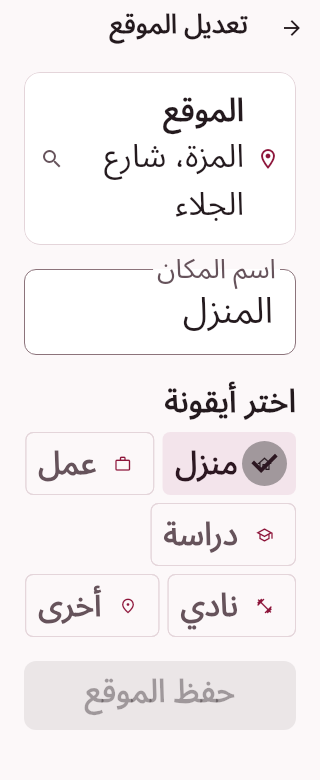 تعديل الموقع
الموقع
المزة، شارع
الجلاء
اسم المكان
المنزل
اختر أيقونة
منزل
عمل
دراسة
نادي
أخرى
حفظ الموقع